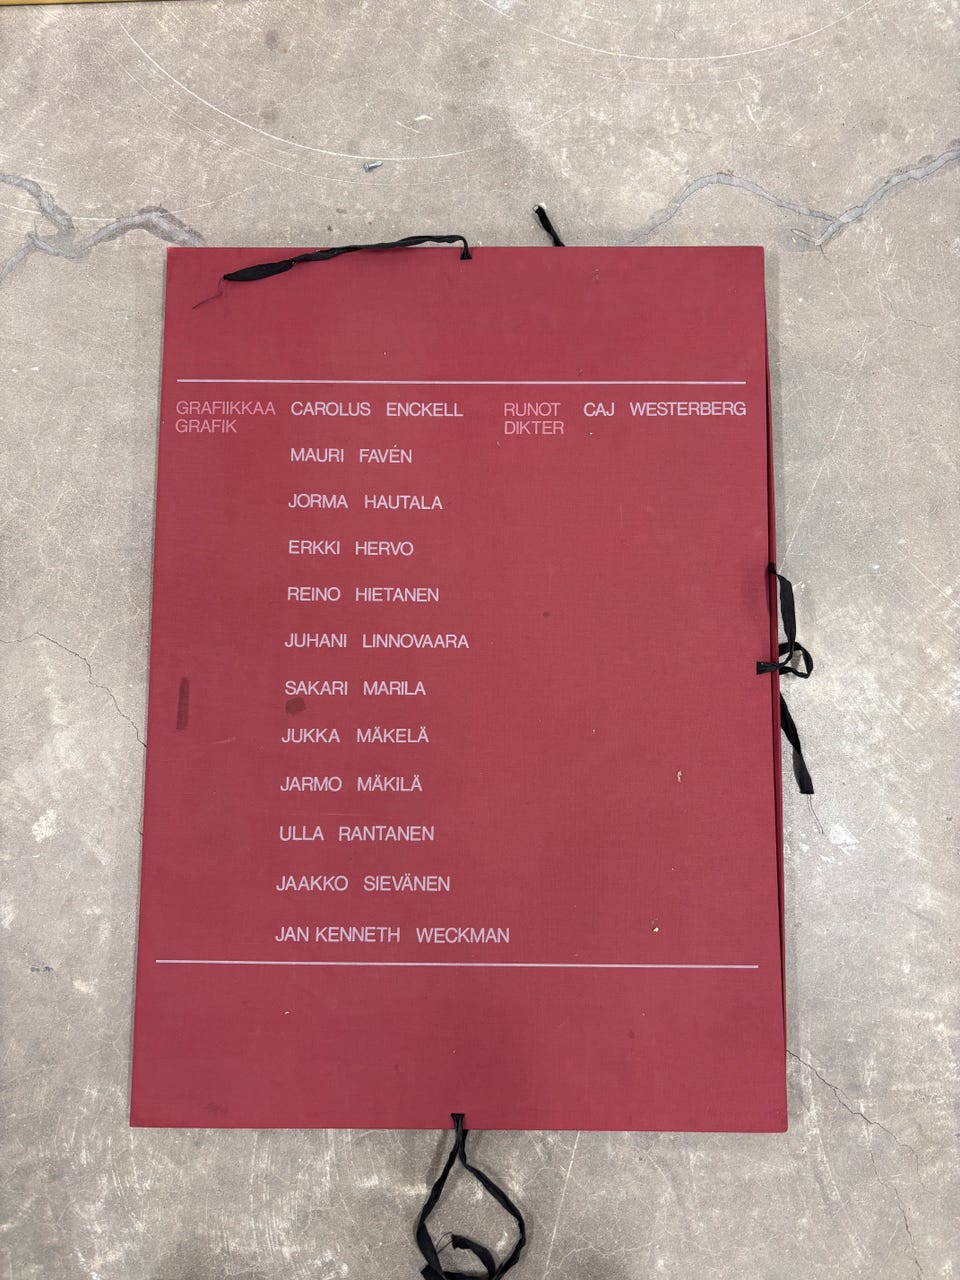 GRAFIIKKAA CAROLUS ENCKELL RUNOT CAJ WESTERBERG
GRAFIK DIKTER
MAURI FAVÉN
JORMA HAUTALA
ERKKI HERVO
REINO HIETANEN
JUHANI LINNOVAARA
SAKARI MARILA
JUKKA MÄKELÄ
JARMO MÄKILÄ
ULLA RANTANEN
JAAKKO SIEVÄNEN
JAN KENNETH WECKMAN